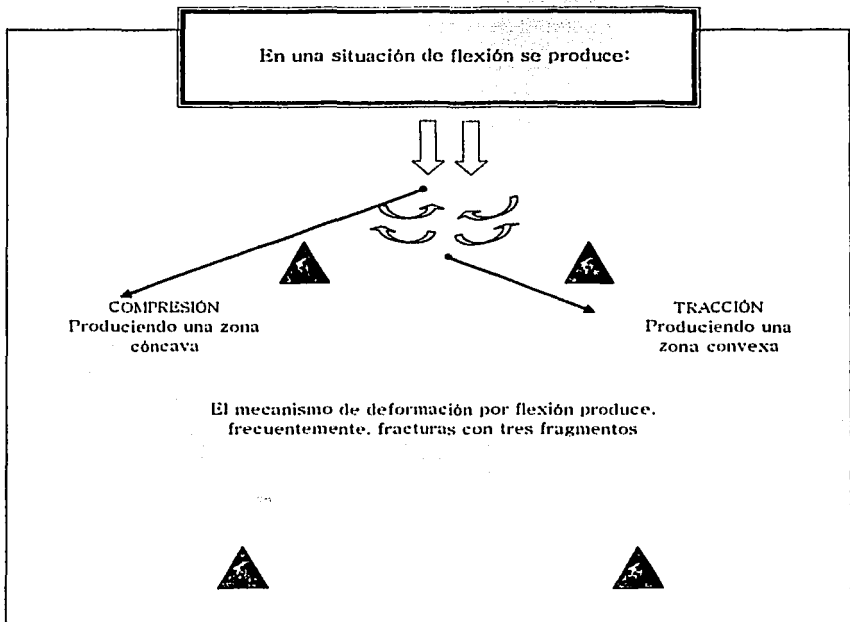 En una situación de flexión se produce:
COMPRESIÓN
Produciendo una zona
cóncava
TRACCIÓN
Produciendo una
zona convexa
El mecanismo de deformación por flexión produce,
frecuentemente, fracturas con tres fragmentos